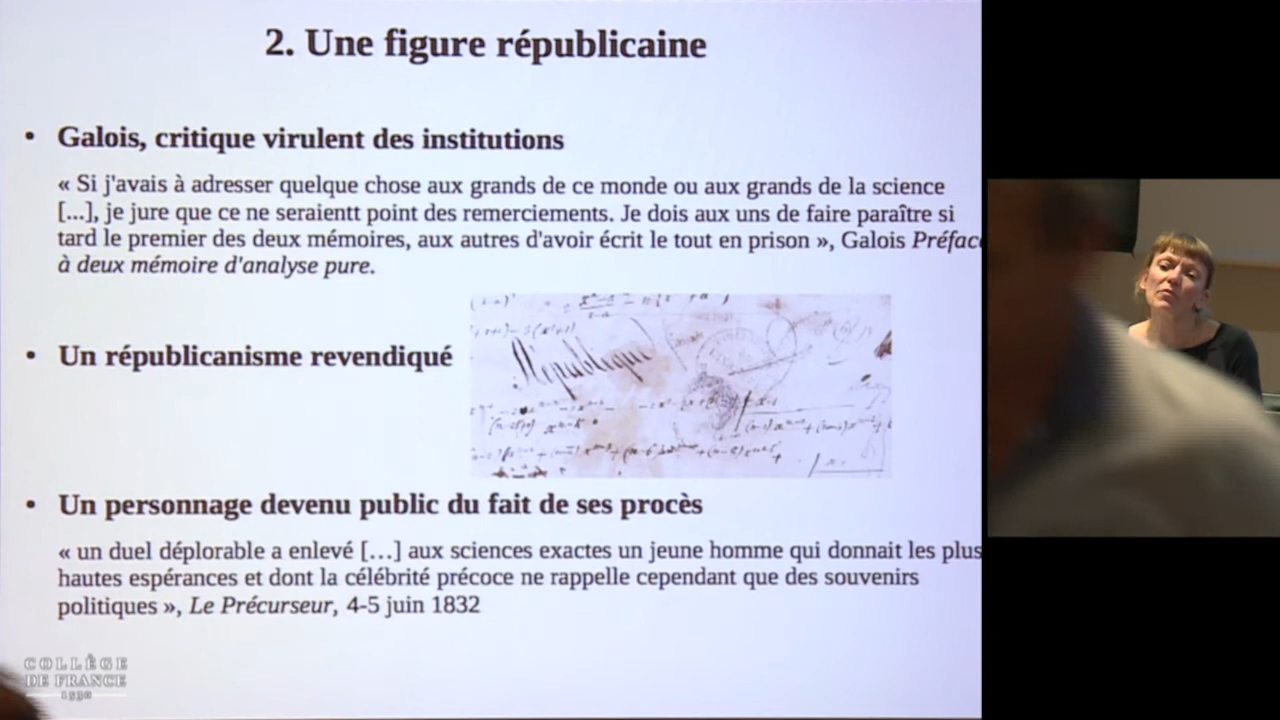 2. Une figure républicaine
• Galois, critique virulent des institutions
« Si j'avais à adresser quelque chose aux grands de ce monde ou aux grands de la science
[...], je jure que ce ne seraientt point des remerciements. Je dois aux uns de faire paraître si
tard le premier des deux mémoires, aux autres d'avoir écrit le tout en prison », Galois Préfac
à deux mémoire d'analyse pure.
République
• Un républicanisme revendiqué
• Un personnage devenu public du fait de ses procès
« un duel déplorable a enlevé […] aux sciences exactes un jeune homme qui donnait les plus
hautes espérances et dont la célébrité précoce ne rappelle cependant que des souvenirs
politiques », Le Précurseur, 4-5 juin 1832
COLLÈGE
DE FRANCE
1530